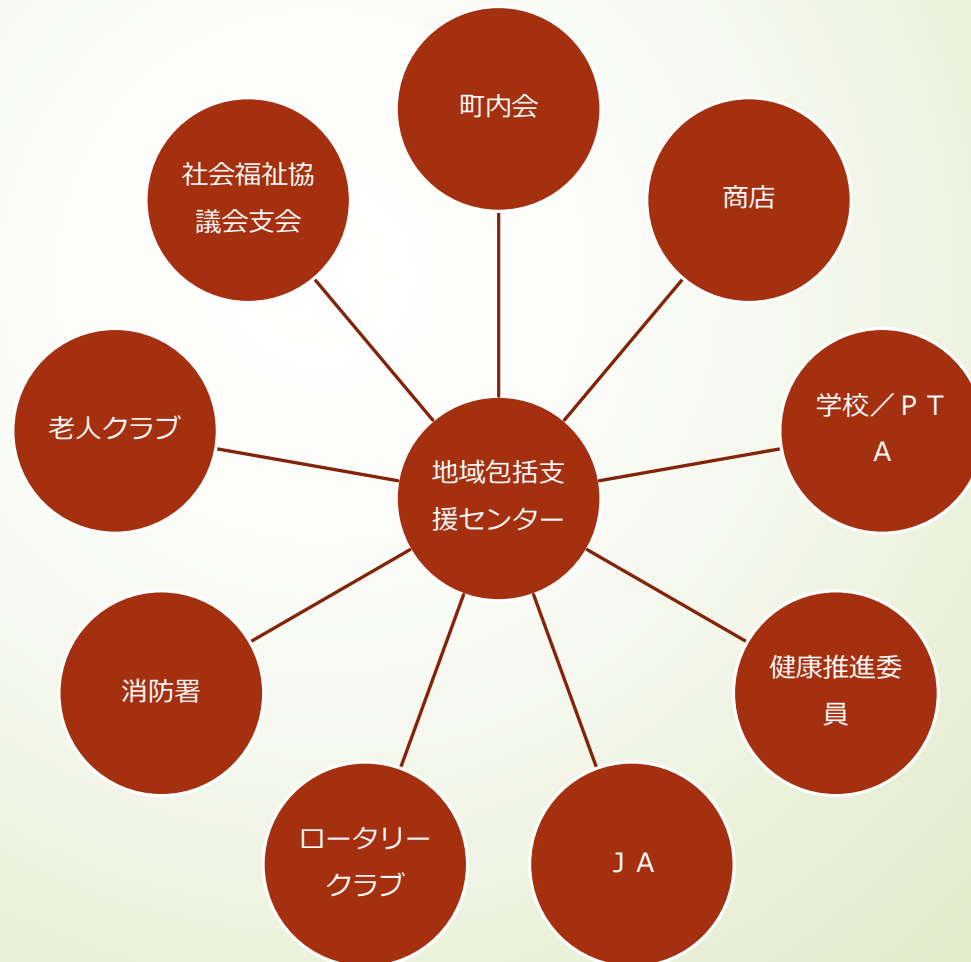 町内会
社会福祉協
議会支会
商店
老人クラブ
学校／ＰＴ
Ａ
地域包括支
援センター
消防署
健康推進委
員
ロータリー
クラブ
ＪＡ